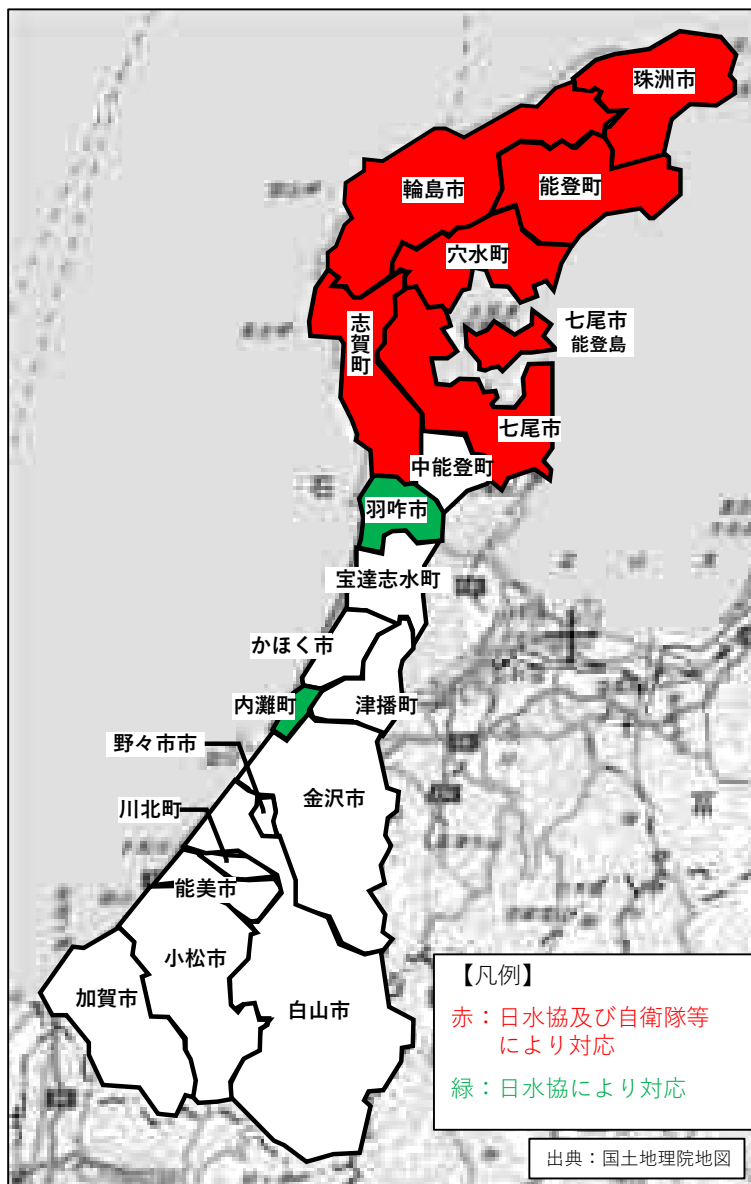 珠洲市
輪島市
能登町
穴水町
七尾市
能登島
志賀町
七尾市
中能登町
羽咋市
宝達志水町
かほく市
内灘町
津播町
野々市市
金沢市
川北町
能美市
小松市
加賀市
白山市
【凡例】
赤：日水協及び自衛隊等
により対応
緑：日水協により対応
出典：国土地理院地図